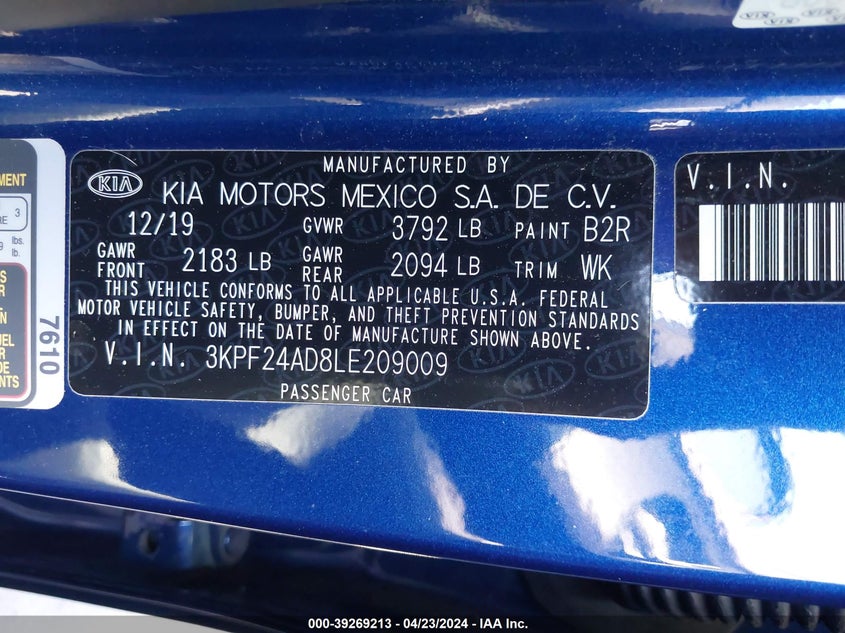 MANUFACTURED BY
KIA KIA MOTORS MEXICO S.A. DE C.V.
12/19 GVWR 3792 LB PAINT B2R
GAWR FRONT 2183 LB GAWR REAR 2094 LB TRIM WK
THIS VEHICLE CONFORMS TO ALL APPLICABLE U.S.A. FEDERAL
MOTOR VEHICLE SAFETY, BUMPER, AND THEFT PREVENTION STANDARDS
IN EFFECT ON THE DATE OF MANUFACTURE SHOWN ABOVE.
V.I.N. 3KPF24AD8LE209009
PASSENGER CAR
V.I.N.
3
lbs.
lb.
7610
000-39269213 - 04/23/2024 - IAA Inc.